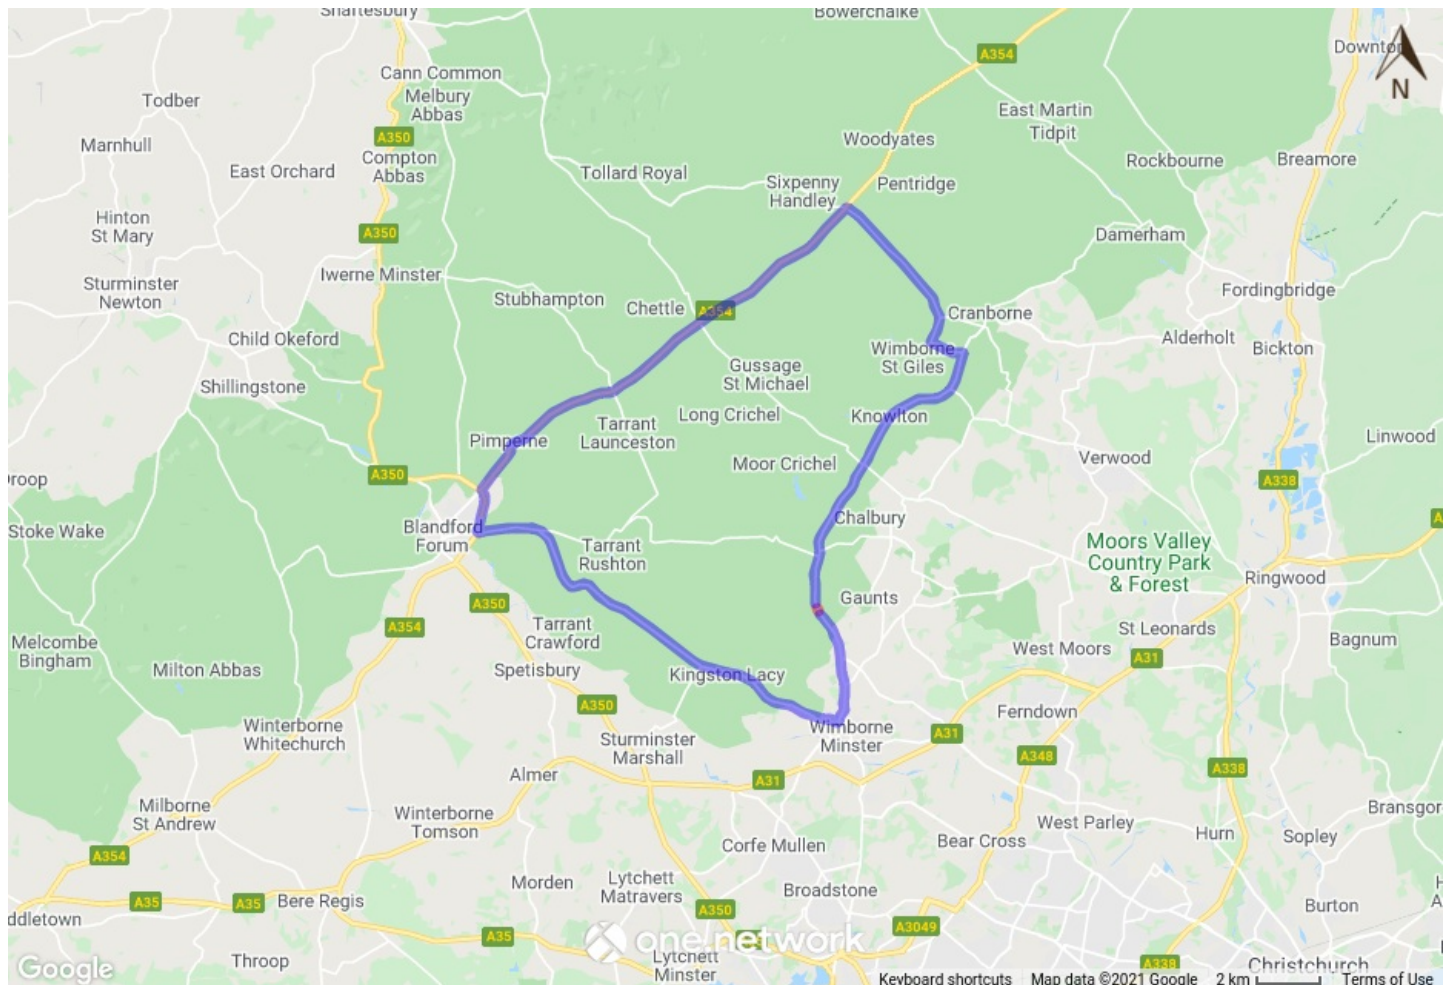 Shaftesbury
Bowerchalke
A354
Downton
N
Cann Common
Todber
Melbury
Abbas
East Martin
Tidpit
A350
Marnhull
Woodyates
Compton
Abbas
East Orchard
Rockbourne
Breamore
Tollard Royal
Sixpenny
Handley
Pentridge
Hinton
St Mary
A350
Damerham
Iwerne Minster
Sturminster
Newton
Stubhampton
Chettle
A354
Fordingbridge
Cranborne
Child Okeford
Alderholt
Bickton
Wimborne
St Giles
Gussage
St Michael
Shillingstone
Long Crichel
Knowlton
Tarrant
Launceston
Pimperne
Linwood
Moor Crichel
Verwood
A350
A338
Droop
Chalbury
A
Stoke Wake
Blandford
Forum
Tarrant
Rushton
Moors Valley
Country Park
& Forest
Ringwood
Gaunts
A350
A354
Tarrant
Crawford
St Leonards
Bagnum
Melcombe
Bingham
Milton Abbas
Spetisbury
Kingston Lacy
West Moors
A31
A350
Ferndown
Winterborne
Whitechurch
Wimborne
Minster
A31
Sturminster
Marshall
A348
A338
Almer
A31
Milborne
St Andrew
Winterborne
Tomson
West Parley
Bransgor
Hurn
Sopley
Bear Cross
Corfe Mullen
A354
Morden
Lytchett
Matravers
Broadstone
A35
A35
Bere Regis
A350
Burton
ddletown
A3049
A35
one.network
Throop
Lytchett
Minster
A338
Christchurch
Google
Keyboard shortcuts
Map data ©2021 Google
2 km
Terms of Use